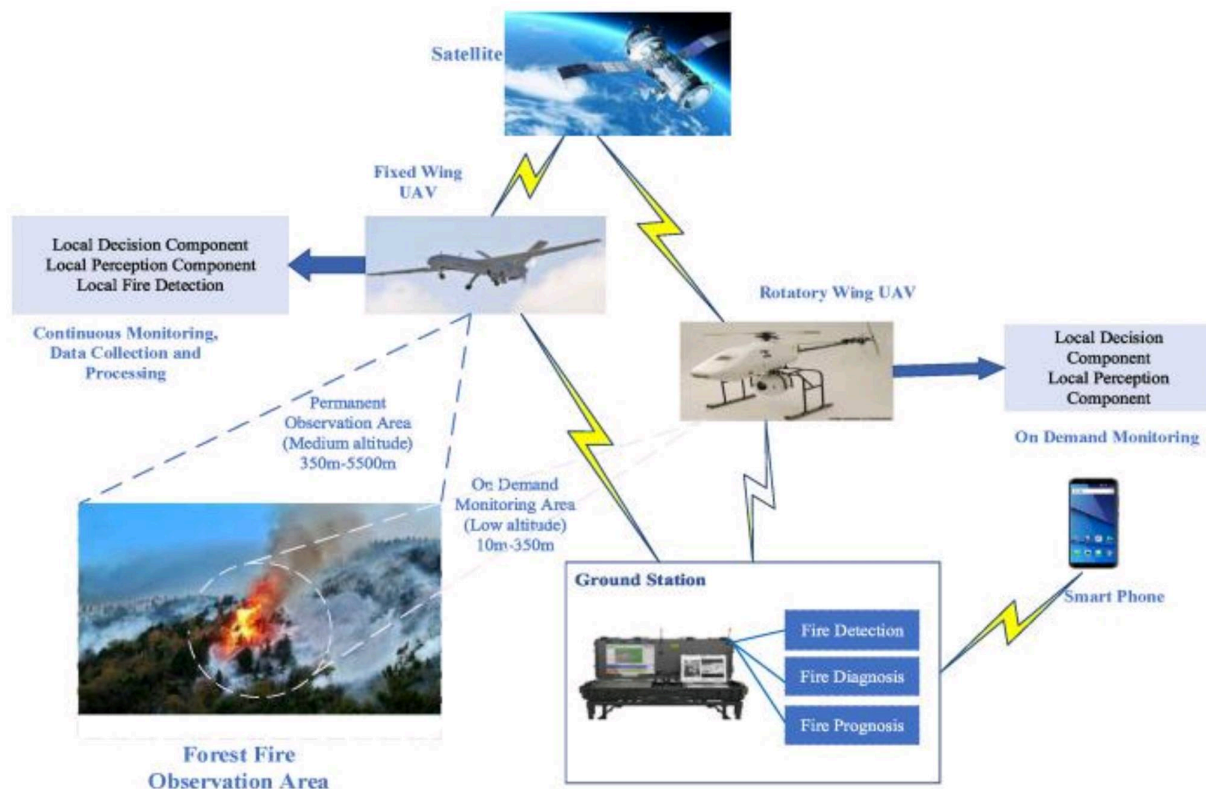 Satellite
Fixed Wing
UAV
Local Decision Component
Local Perception Component
Local Fire Detection
Continuous Monitoring,
Data Collection and
Processing
Rotatory Wing UAV
Local Decision
Component
Local Perception
Component
On Demand Monitoring
Permanent
Observation Area
(Medium altitude)
350m-5500m
On Demand
Monitoring Area
(Low altitude)
10m-350m
Ground Station
Fire Detection
Fire Diagnosis
Fire Prognosis
Smart Phone
Forest Fire
Observation Area